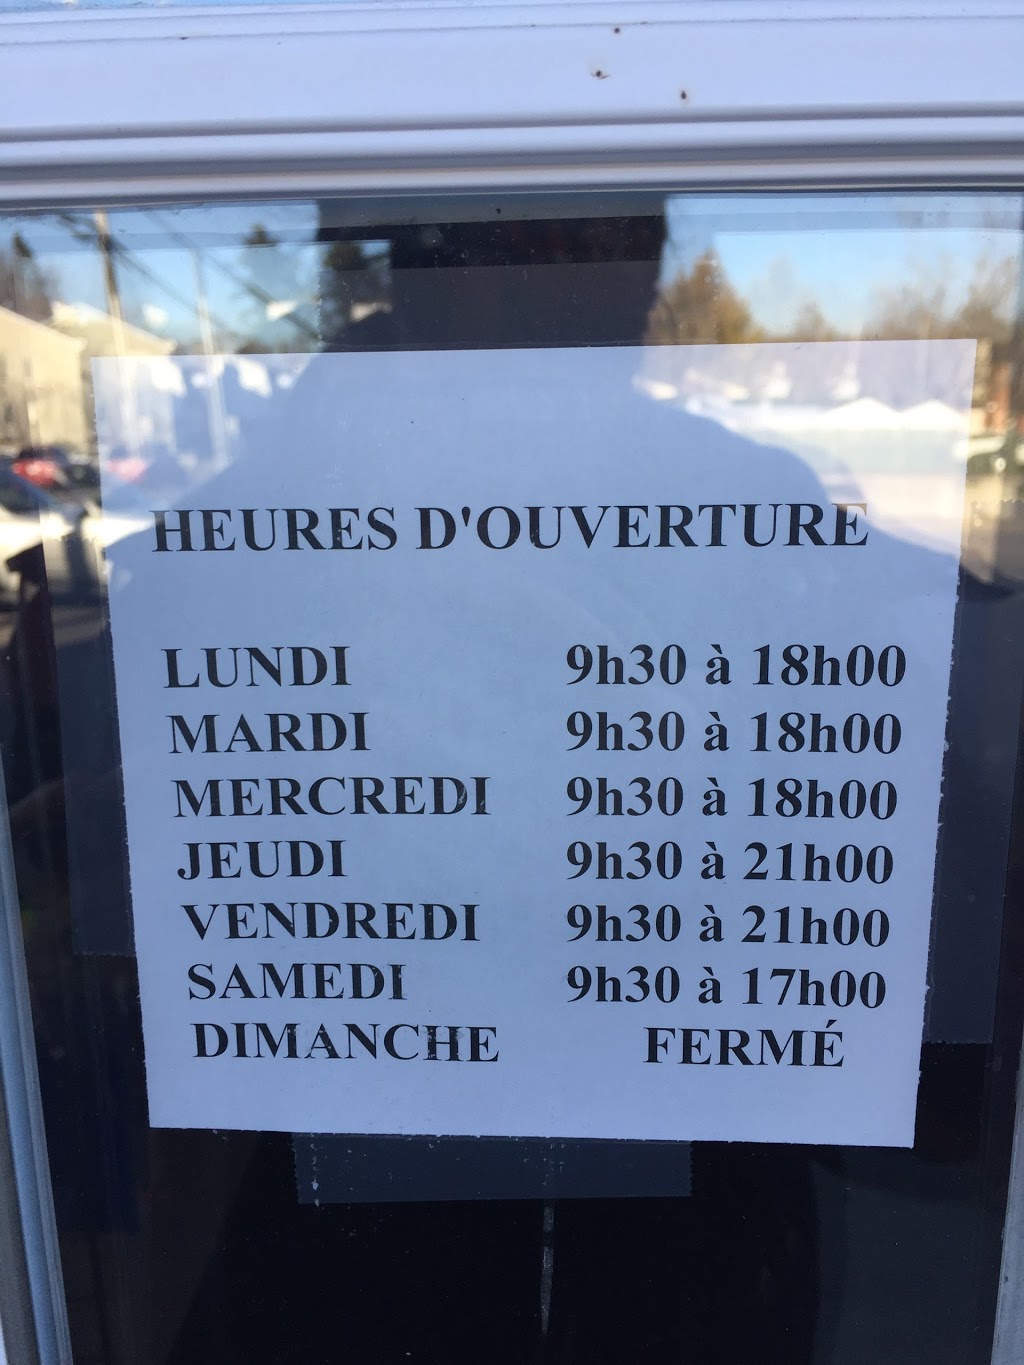 HEURES D'OUVERTURE
LUNDI 9h30 à 18h00
MARDI 9h30 à 18h00
MERCREDI 9h30 à 18h00
JEUDI 9h30 à 21h00
VENDREDI 9h30 à 21h00
SAMEDI 9h30 à 17h00
DIMANCHE FERMÉ